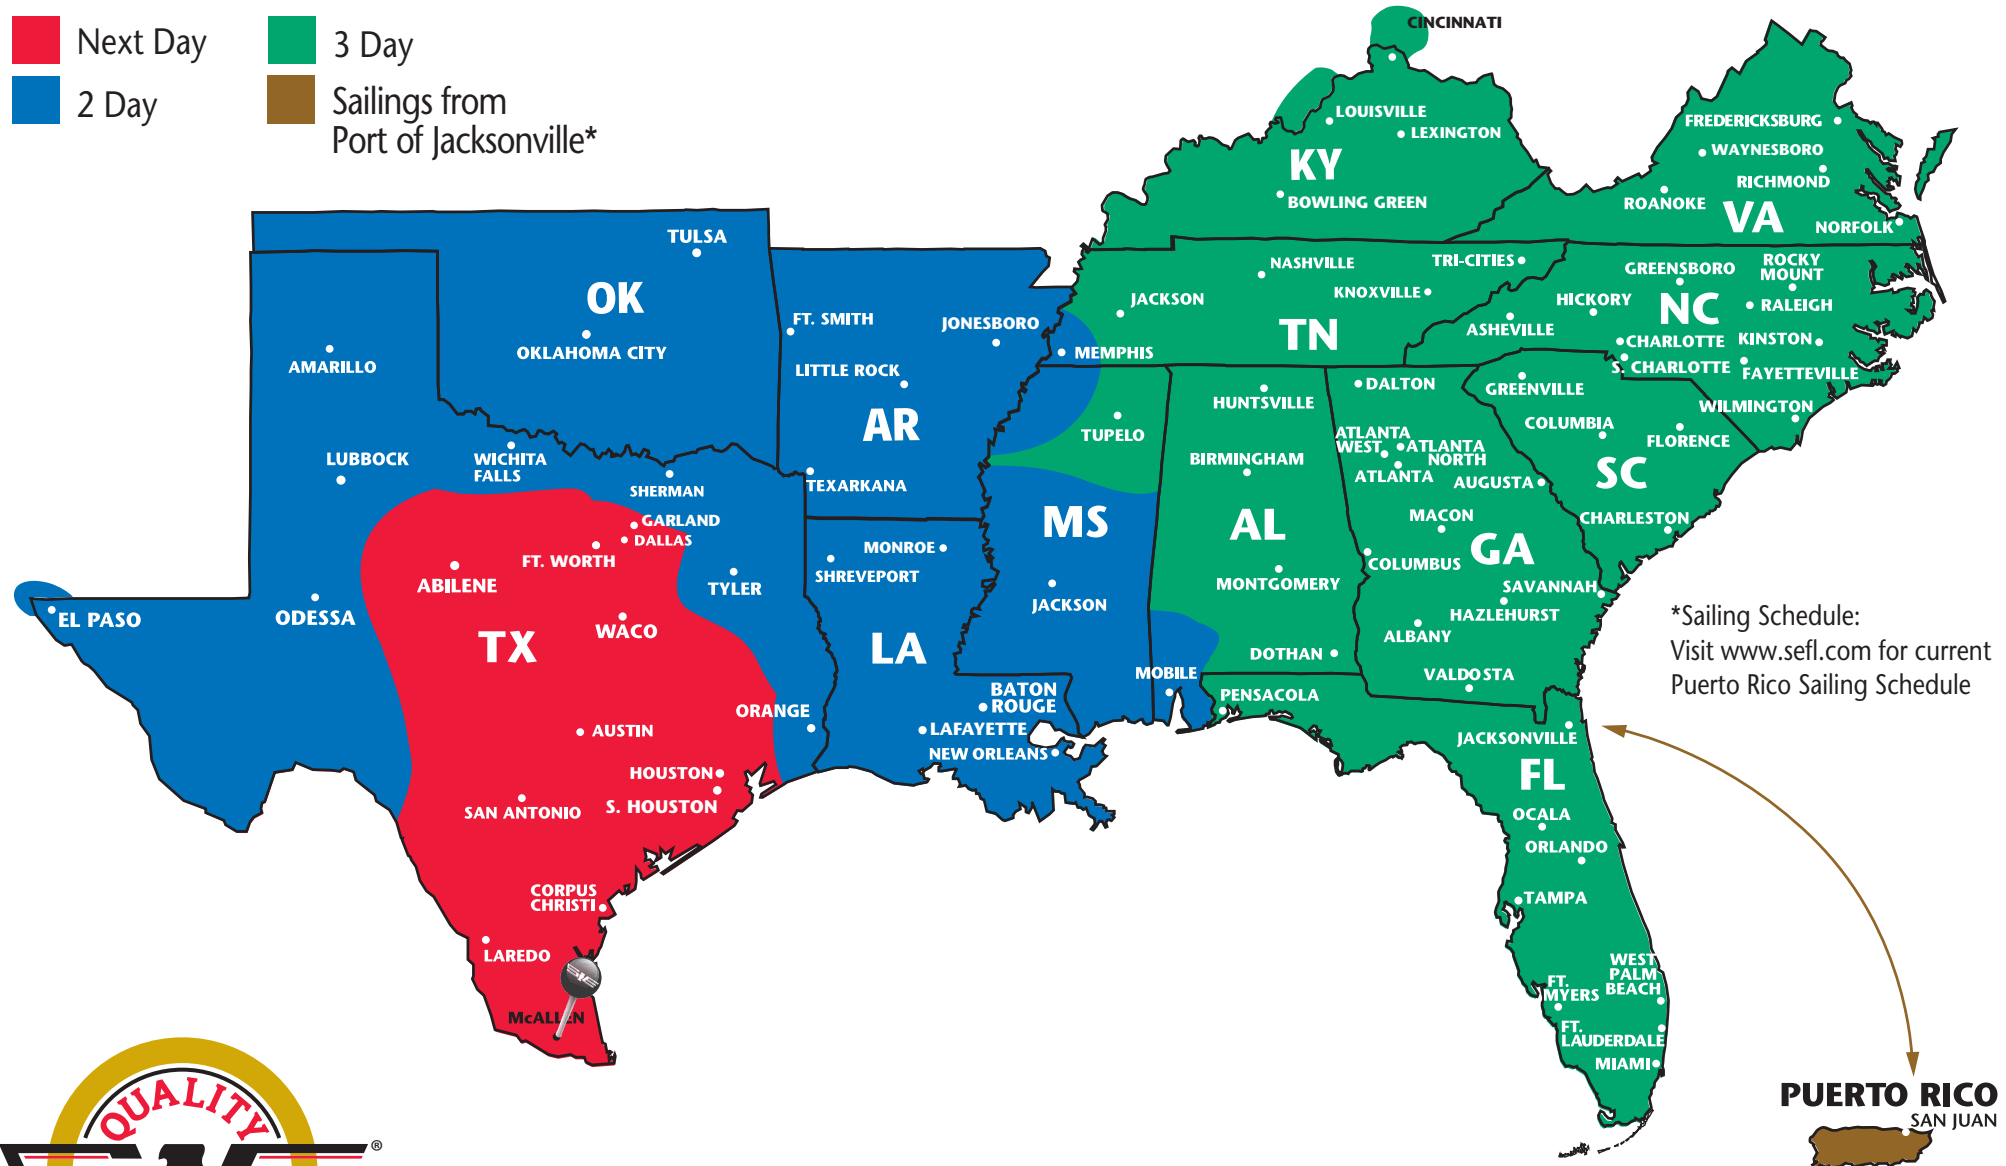 Next Day
2 Day
3 Day
Sailings from
Port of Jacksonville*
CINCINNATI
LOUISVILLE
LEXINGTON
KY
BOWLING GREEN
FREDERICKSBURG
WAYNESBORO
RICHMOND
ROANOKE
VA
NORFOLK
TULSA
OK
OKLAHOMA CITY
FT. SMITH
JONESBORO
LITTLE ROCK
AR
TEXARKANA
NASHVILLE
TRI-CITIES
JACKSON
KNOXVILLE
TN
MEMPHIS
GREENSBORO
ROCKY
MOUNT
HICKORY
NC
RALEIGH
ASHEVILLE
CHARLOTTE
KINSTON
S. CHARLOTTE
FAYETTEVILLE
WILMINGTON
AMARILLO
LUBBOCK
WICHITA
FALLS
SHERMAN
GARLAND
DALLAS
FT. WORTH
ABILENE
TYLER
EL PASO
ODESSA
WACO
TX
ORANGE
AUSTIN
HOUSTON
S. HOUSTON
SAN ANTONIO
CORPUS
CHRISTI
LAREDO
McALLEN
MONROE
SHREVEPORT
LA
BATON
ROUGE
LAFAYETTE
NEW ORLEANS
TUPELO
MS
JACKSON
HUNTSVILLE
BIRMINGHAM
AL
MONTGOMERY
DOTHAN
MOBILE
DALTON
ATLANTA
WEST
ATLANTA
NORTH
ATLANTA
AUGUSTA
MACON
GA
COLUMBUS
SAVANNAH
HAZLEHURST
ALBANY
VALDOSTA
GREENVILLE
COLUMBIA
FLORENCE
SC
CHARLESTON
PENSACOLA
JACKSONVILLE
FL
OCALA
ORLANDO
TAMPA
WEST
PALM
BEACH
FT.
MYERS
FT.
LAUDERDALE
MIAMI
*Sailing Schedule:
Visit www.sefl.com for current
Puerto Rico Sailing Schedule
PUERTO RICO
SAN JUAN
QUALITY
®